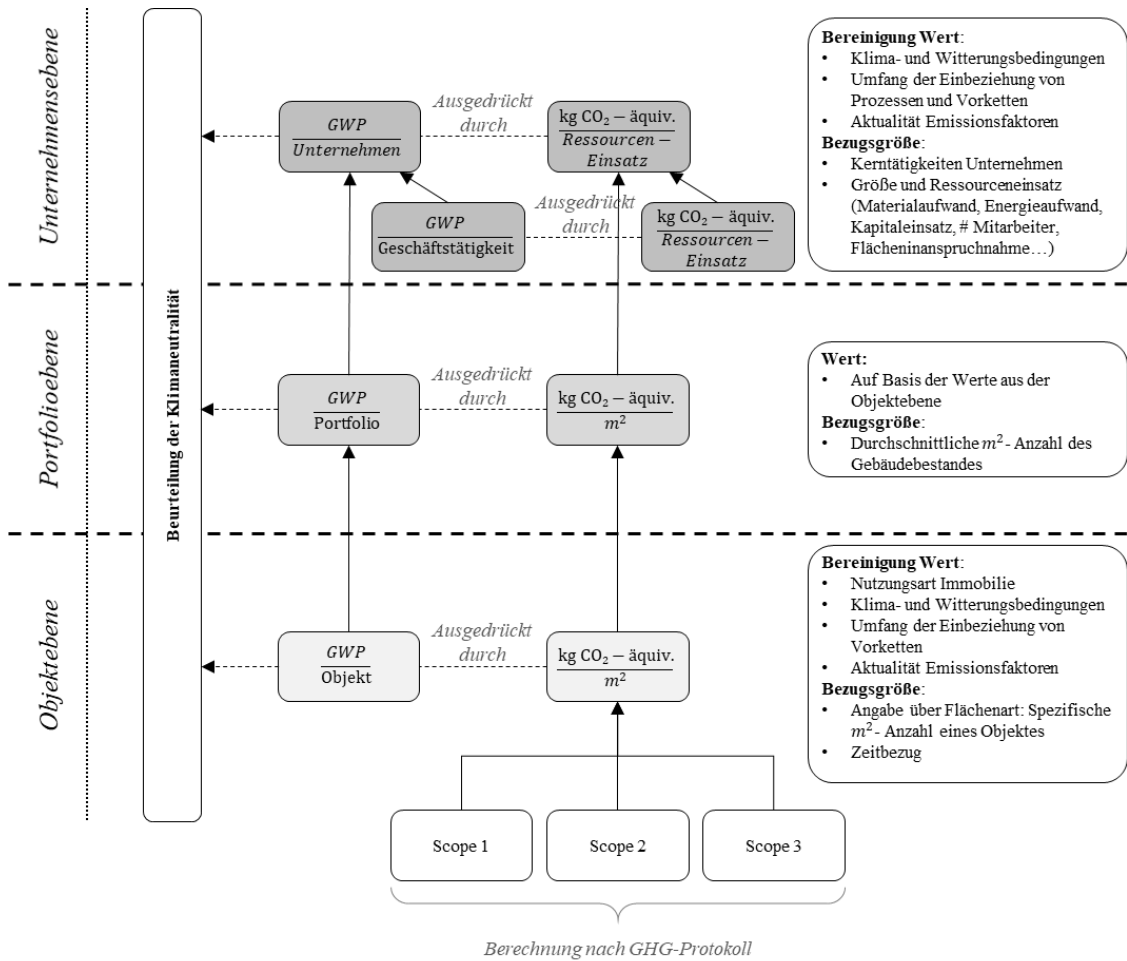 Unternehmensebene
Portfolioebene
Objektebene
Beurteilung der Klimaneutralität
GWP
Unternehmen
Ausgedrückt
durch
kg CO₂ – äquiv.
Ressourcen –
Einsatz
GWP
Geschäftstätigkeit
Ausgedrückt
durch
kg CO₂ – äquiv.
Ressourcen –
Einsatz
Bereinigung Wert:
• Klima- und Witterungsbedingungen
• Umfang der Einbeziehung von
Prozessen und Vorketten
• Aktualität Emissionsfaktoren
Bezugsgröße:
• Kerntätigkeiten Unternehmen
• Größe und Ressourceneinsatz
(Materialaufwand, Energieaufwand,
Kapitaleinsatz, # Mitarbeiter,
Flächeninanspruchnahme…)
GWP
Portfolio
Ausgedrückt
durch
kg CO₂ – äquiv.
m²
Wert:
• Auf Basis der Werte aus der
Objektebene
Bezugsgröße:
• Durchschnittliche m²- Anzahl des
Gebäudebestandes
GWP
Objekt
Ausgedrückt
durch
kg CO₂ – äquiv.
m²
Bereinigung Wert:
• Nutzungsart Immobilie
• Klima- und Witterungsbedingungen
• Umfang der Einbeziehung von
Vorketten
• Aktualität Emissionsfaktoren
Bezugsgröße:
• Angabe über Flächenart: Spezifische
m²- Anzahl eines Objektes
• Zeitbezug
Scope 1
Scope 2
Scope 3
Berechnung nach GHG-Protokoll